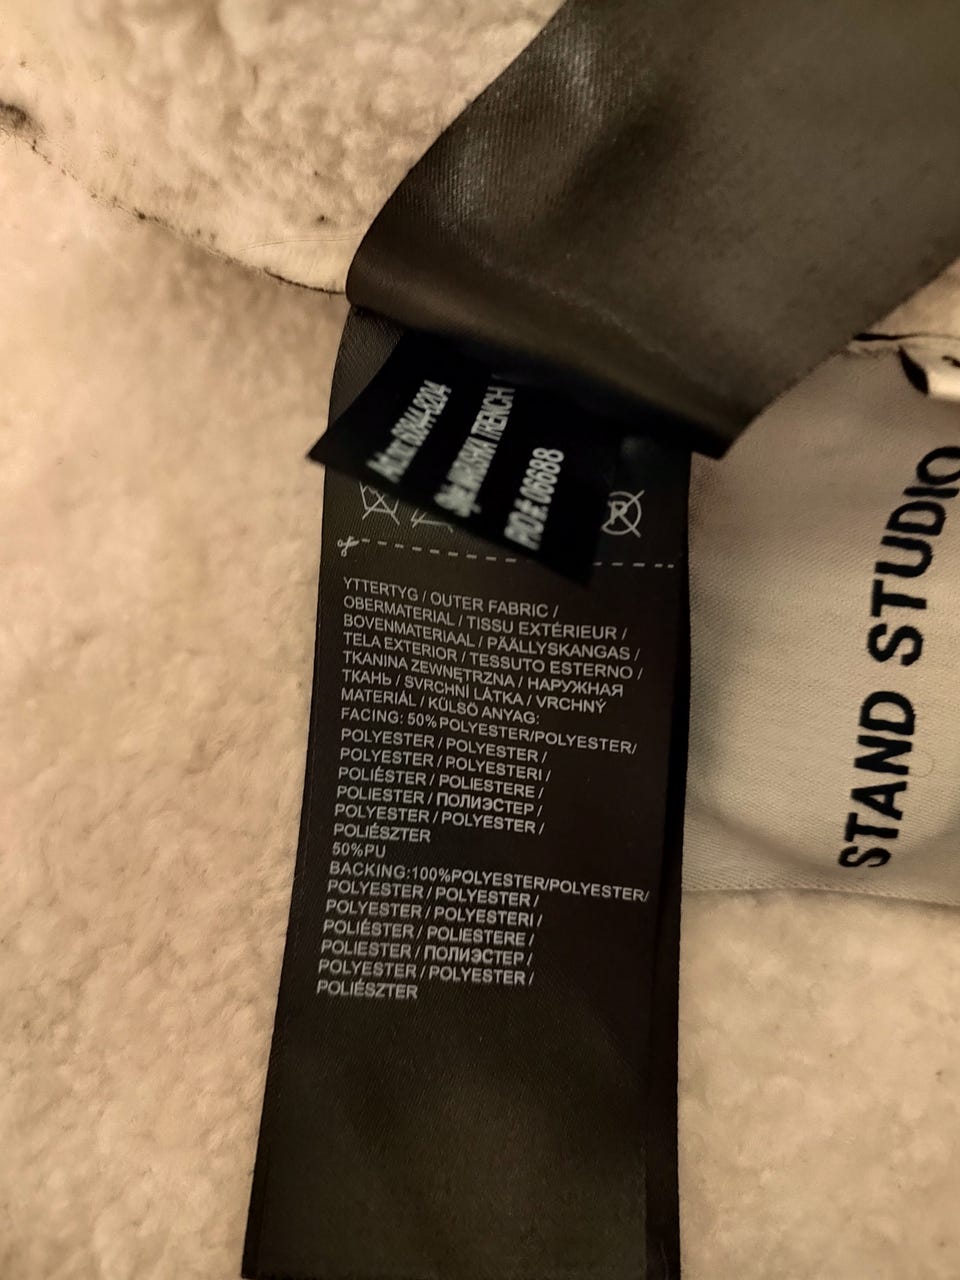 TRENCH
PO #: 06688
YTTERTYG / OUTER FABRIC /
OBERMATERIAL / TISSU EXTÉRIEUR /
BOVENMATERIAAL / PÄÄLLYSKANGAS /
TELA EXTERIOR / TESSUTO ESTERNO /
TKANINA ZEWNĘTRZNA / НАРУЖНАЯ
ТКАНЬ / SVRCHNÍ LÁTKA / VRCHNÝ
MATERIÁL / KÜLSŐ ANYAG:
FACING: 50% POLYESTER/POLYESTER/
POLYESTER / POLYESTER /
POLYESTER / POLYESTERI /
POLIÉSTER / POLIESTERE /
POLIESTER / ПОЛИЭСТЕР /
POLYESTER / POLYESTER /
POLIÉSZTER
50%PU
BACKING:100%POLYESTER/POLYESTER/
POLYESTER / POLYESTER /
POLYESTER / POLYESTERI /
POLIÉSTER / POLIESTERE /
POLIESTER / ПОЛИЭСТЕР /
POLYESTER / POLYESTER /
POLIÉSZTER
STAND STUDIO